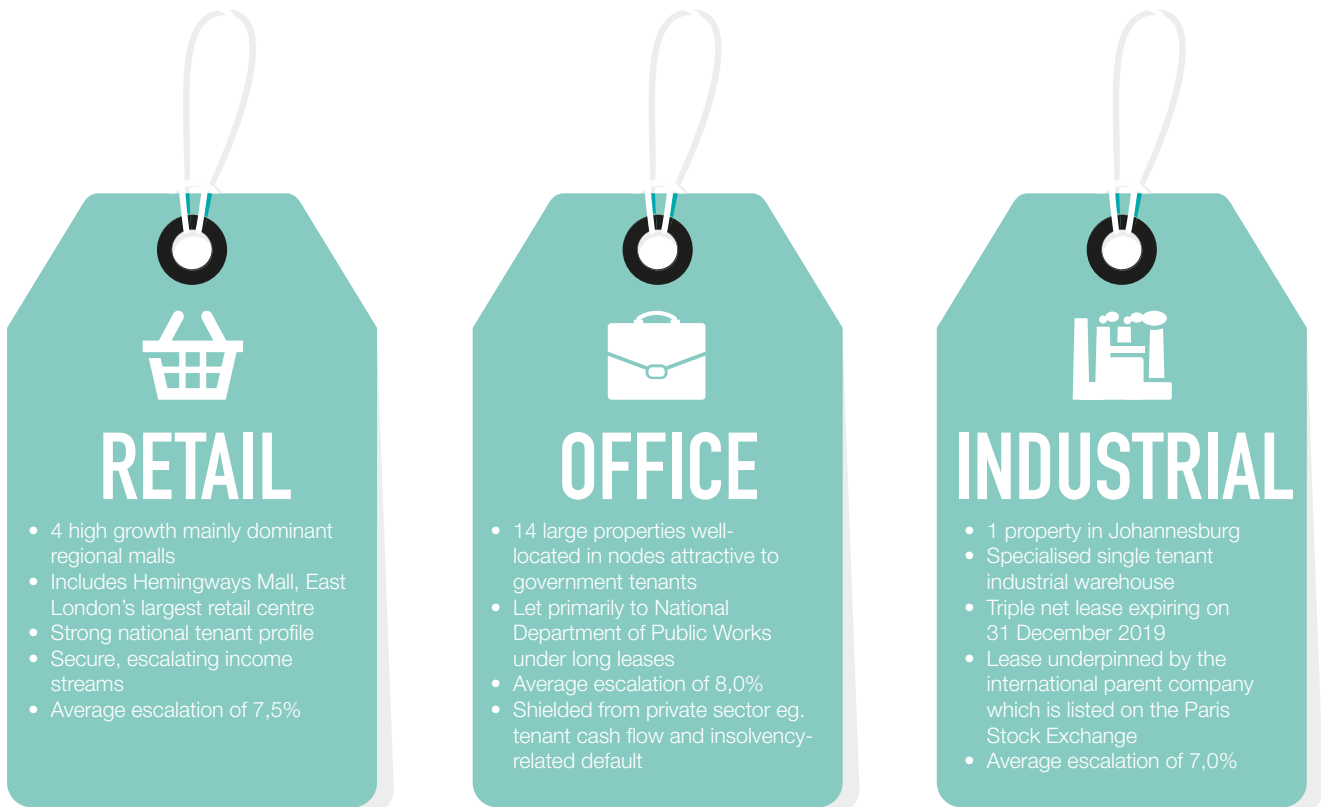 RETAIL
• 4 high growth mainly dominant
regional malls
• Includes Hemingways Mall, East
London's largest retail centre
• Strong national tenant profile
• Secure, escalating income
streams
• Average escalation of 7,5%
OFFICE
• 14 large properties well-
located in nodes attractive to
government tenants
• Let primarily to National
Department of Public Works
under long leases
• Average escalation of 8,0%
• Shielded from private sector eg.
tenant cash flow and insolvency-
related default
INDUSTRIAL
• 1 property in Johannesburg
• Specialised single tenant
industrial warehouse
• Triple net lease expiring on
31 December 2019
• Lease underpinned by the
international parent company
which is listed on the Paris
Stock Exchange
• Average escalation of 7,0%